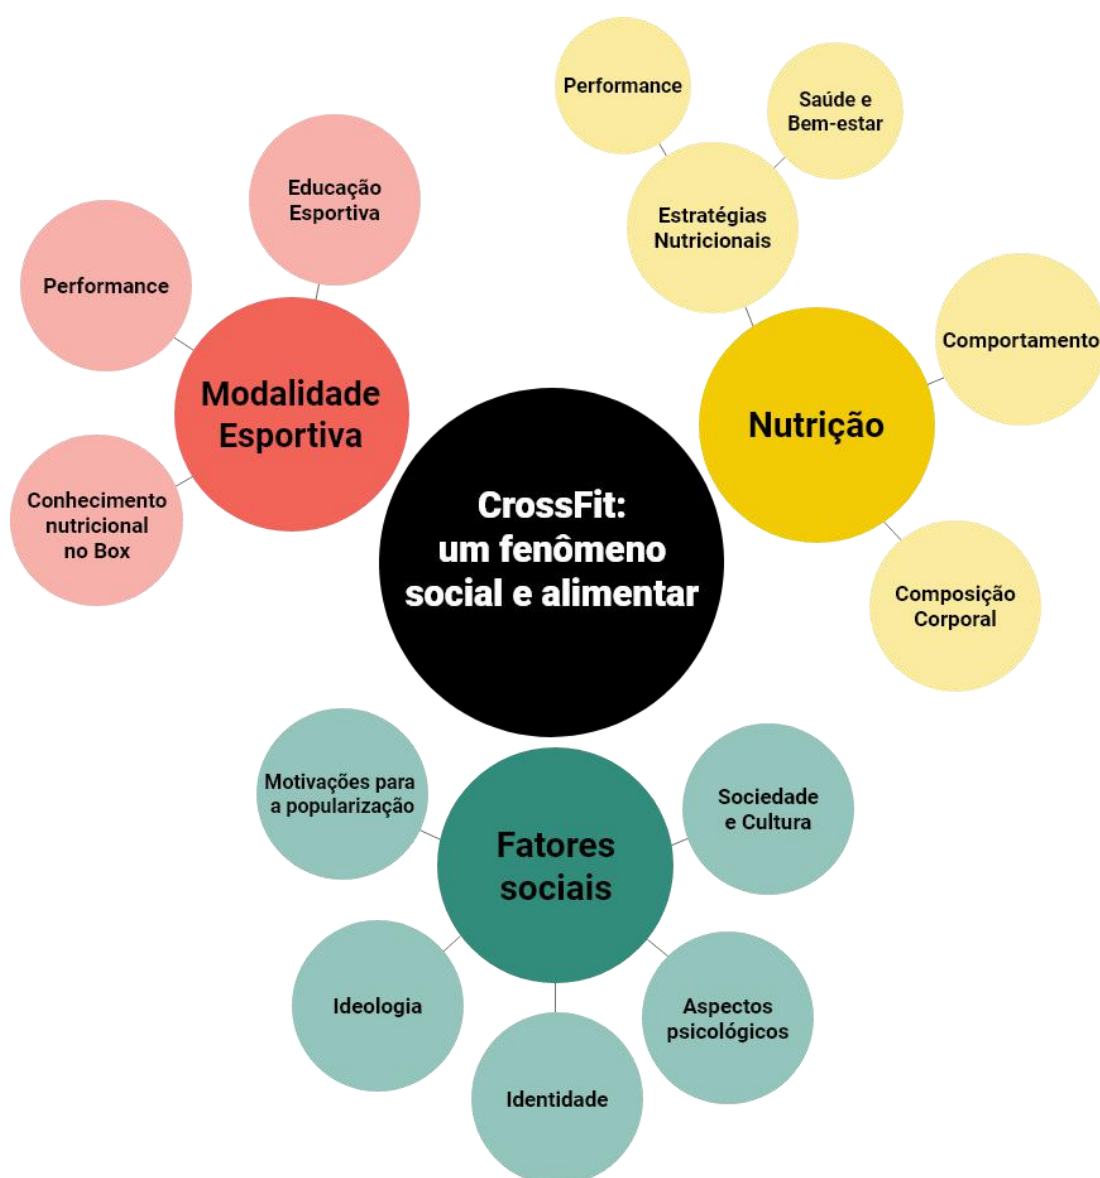 Performance
Saúde e
Bem-estar
Estratégias
Nutricionais
Educação
Esportiva
Performance
Modalidade
Esportiva
Conhecimento
nutricional
no Box
Comportamento
Nutrição
Composição
Corporal
CrossFit:
um fenômeno
social e alimentar
Motivações para
a popularização
Sociedade
e Cultura
Fatores
sociais
Ideologia
Aspectos
psicológicos
Identidade